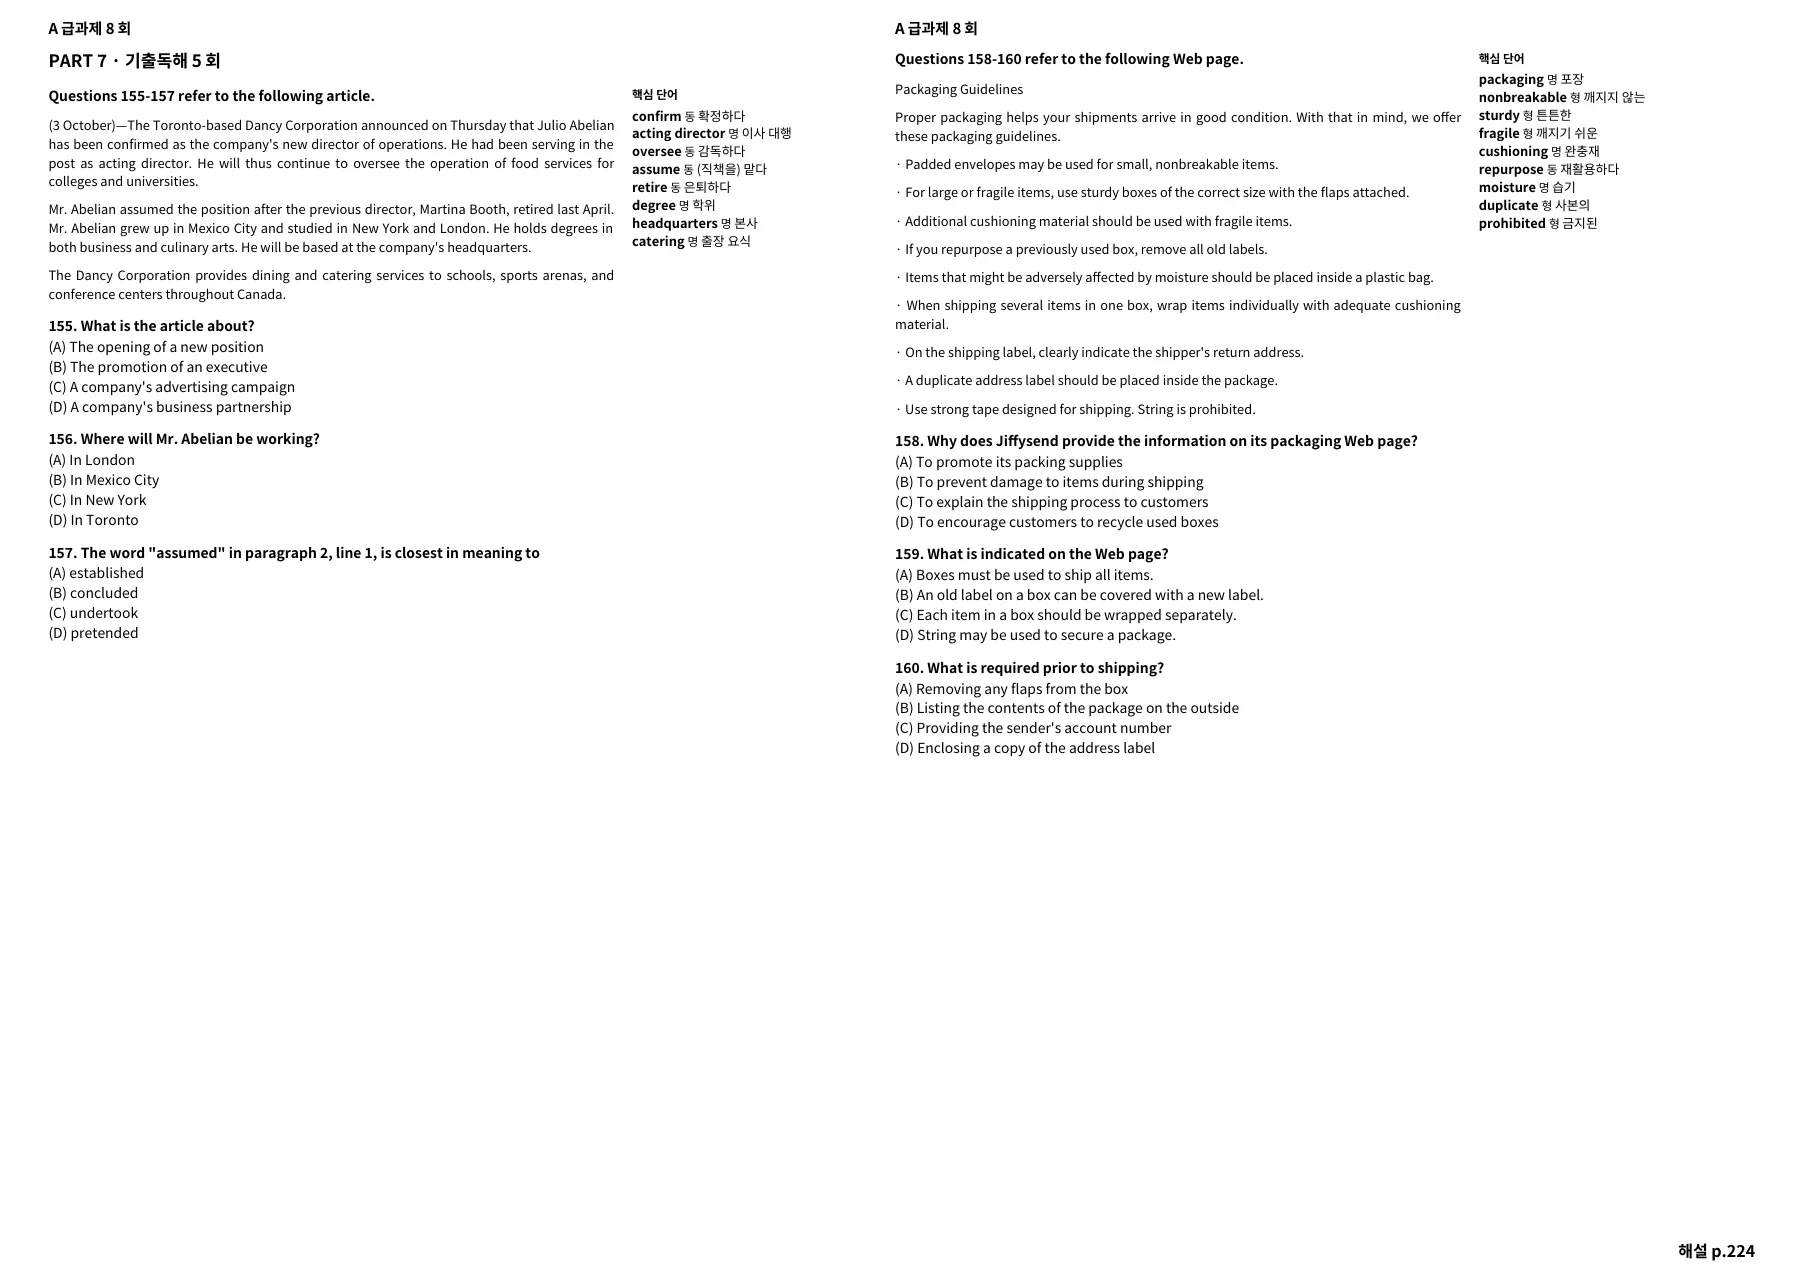 A 급과제 8 회
PART 7 · 기출독해 5 회
Questions 155-157 refer to the following article.
(3 October)—The Toronto-based Dancy Corporation announced on Thursday that Julio Abelian
has been confirmed as the company's new director of operations. He had been serving in the
post as acting director. He will thus continue to oversee the operation of food services for
colleges and universities.
Mr. Abelian assumed the position after the previous director, Martina Booth, retired last April.
Mr. Abelian grew up in Mexico City and studied in New York and London. He holds degrees in
both business and culinary arts. He will be based at the company's headquarters.
The Dancy Corporation provides dining and catering services to schools, sports arenas, and
conference centers throughout Canada.
155. What is the article about?
(A) The opening of a new position
(B) The promotion of an executive
(C) A company's advertising campaign
(D) A company's business partnership
156. Where will Mr. Abelian be working?
(A) In London
(B) In Mexico City
(C) In New York
(D) In Toronto
157. The word "assumed" in paragraph 2, line 1, is closest in meaning to
(A) established
(B) concluded
(C) undertook
(D) pretended
핵심 단어
confirm 동 확정하다
acting director 명 이사 대행
oversee 동 감독하다
assume 동 (직책을) 맡다
retire 동 은퇴하다
degree 명 학위
headquarters 명 본사
catering 명 출장 요식
A 급과제 8 회
Questions 158-160 refer to the following Web page.
Packaging Guidelines
Proper packaging helps your shipments arrive in good condition. With that in mind, we offer
these packaging guidelines.
· Padded envelopes may be used for small, nonbreakable items.
· For large or fragile items, use sturdy boxes of the correct size with the flaps attached.
· Additional cushioning material should be used with fragile items.
· If you repurpose a previously used box, remove all old labels.
· Items that might be adversely affected by moisture should be placed inside a plastic bag.
· When shipping several items in one box, wrap items individually with adequate cushioning
material.
· On the shipping label, clearly indicate the shipper's return address.
· A duplicate address label should be placed inside the package.
· Use strong tape designed for shipping. String is prohibited.
158. Why does Jiffysend provide the information on its packaging Web page?
(A) To promote its packing supplies
(B) To prevent damage to items during shipping
(C) To explain the shipping process to customers
(D) To encourage customers to recycle used boxes
159. What is indicated on the Web page?
(A) Boxes must be used to ship all items.
(B) An old label on a box can be covered with a new label.
(C) Each item in a box should be wrapped separately.
(D) String may be used to secure a package.
160. What is required prior to shipping?
(A) Removing any flaps from the box
(B) Listing the contents of the package on the outside
(C) Providing the sender's account number
(D) Enclosing a copy of the address label
핵심 단어
packaging 명 포장
nonbreakable 형 깨지지 않는
sturdy 형 튼튼한
fragile 형 깨지기 쉬운
cushioning 명 완충재
repurpose 동 재활용하다
moisture 명 습기
duplicate 형 사본의
prohibited 형 금지된
해설 p.224